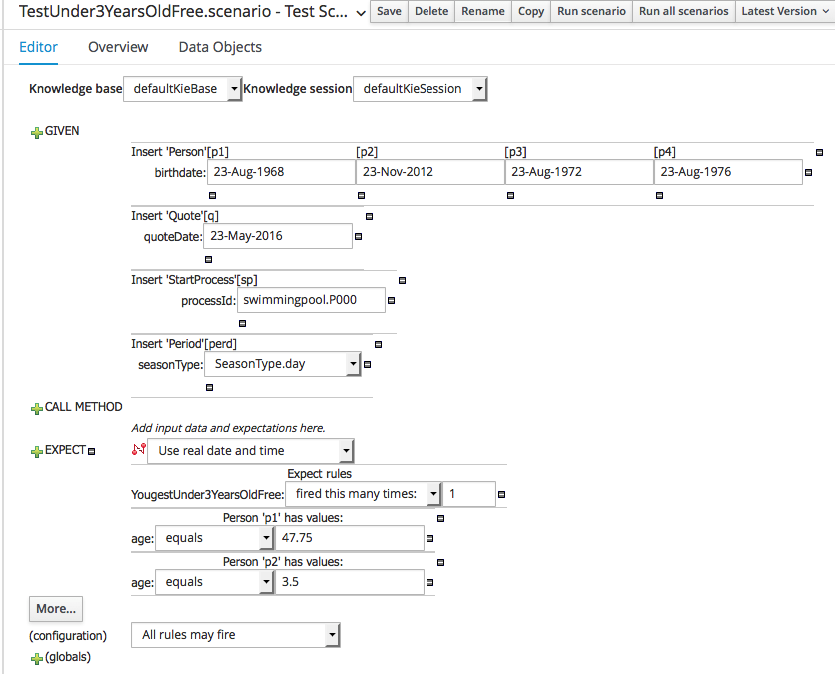 TestUnder3YearsOldFree.scenario - Test Sc... Save Delete Rename Copy Run scenario Run all scenarios Latest Version
Editor Overview Data Objects
Knowledge base defaultKieBase Knowledge session defaultKieSession
GIVEN
Insert 'Person'[p1] [p2] [p3] [p4]
birthdate: 23-Aug-1968 23-Nov-2012 23-Aug-1972 23-Aug-1976
Insert 'Quote'[q]
quoteDate: 23-May-2016
Insert 'StartProcess'[sp]
processId: swimmingpool.P000
Insert 'Period'[perd]
seasonType: SeasonType.day
CALL METHOD
Add input data and expectations here.
EXPECT Use real date and time
Expect rules
YougestUnder3YearsOldFree: fired this many times: 1
Person 'p1' has values:
age: equals 47.75
Person 'p2' has values:
age: equals 3.5
More...
(configuration) All rules may fire
(globals)